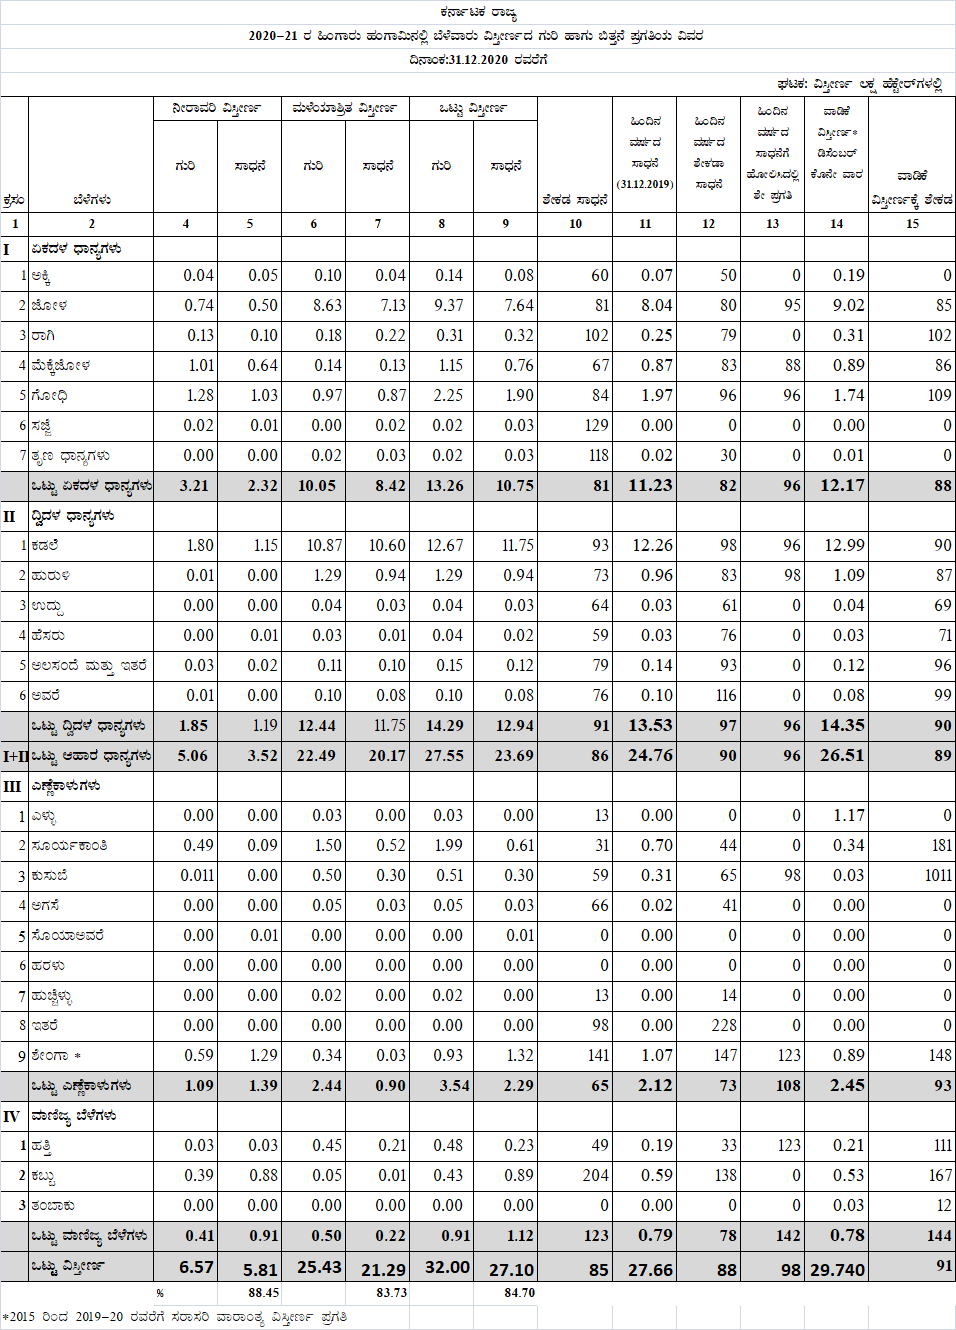 ಕರ್ನಾಟಕ ರಾಜ್ಯ
2020-21 ರ ಹಿಂಗಾರು ಹಂಗಾಮಿನಲ್ಲಿ ಬೆಳೆವಾರು ವಿಸ್ತೀರ್ಣದ ಗುರಿ ಹಾಗು ಬಿತ್ತನೆ ಪ್ರಗತಿಯ ವಿವರ
ದಿನಾಂಕ:31.12.2020 ರವರೆಗೆ
ಘಟಕ: ವಿಸ್ತೀರ್ಣ ಲಕ್ಷ ಹೆಕ್ಟೇರ್‌ಗಳಲ್ಲಿ
ಕ್ರಸಂ ಬೆಳೆಗಳು ನೀರಾವರಿ ವಿಸ್ತೀರ್ಣ ಮಳೆಯಾಶ್ರಿತ ವಿಸ್ತೀರ್ಣ ಒಟ್ಟು ವಿಸ್ತೀರ್ಣ ಶೇಕಡ ಸಾಧನೆ ಹಿಂದಿನ ವರ್ಷದ ಸಾಧನೆ (31.12.2019) ಹಿಂದಿನ ವರ್ಷದ ಶೇಕಡಾ ಸಾಧನೆ ಹಿಂದಿನ ವರ್ಷದ ಸಾಧನೆಗೆ ಹೋಲಿಸಿದಲ್ಲಿ ಶೇ ಪ್ರಗತಿ ವಾಡಿಕೆ ವಿಸ್ತೀರ್ಣ* ಡಿಸೆಂಬರ್ ಕೊನೇ ವಾರ ವಾಡಿಕೆ ವಿಸ್ತೀರ್ಣಕ್ಕೆ ಶೇಕಡ
ಗುರಿ ಸಾಧನೆ ಗುರಿ ಸಾಧನೆ ಗುರಿ ಸಾಧನೆ
1 2 4 5 6 7 8 9 10 11 12 13 14 15
I ಏಕದಳ ಧಾನ್ಯಗಳು
1 ಅಕ್ಕಿ 0.04 0.05 0.10 0.04 0.14 0.08 60 0.07 50 0 0.19 0
2 ಜೋಳ 0.74 0.50 8.63 7.13 9.37 7.64 81 8.04 80 95 9.02 85
3 ರಾಗಿ 0.13 0.10 0.18 0.22 0.31 0.32 102 0.25 79 0 0.31 102
4 ಮೆಕ್ಕೆಜೋಳ 1.01 0.64 0.14 0.13 1.15 0.76 67 0.87 83 88 0.89 86
5 ಗೋಧಿ 1.28 1.03 0.97 0.87 2.25 1.90 84 1.97 96 96 1.74 109
6 ಸಜ್ಜೆ 0.02 0.01 0.00 0.02 0.02 0.03 129 0.00 0 0 0.00 0
7 ತೃಣ ಧಾನ್ಯಗಳು 0.00 0.00 0.02 0.03 0.02 0.03 118 0.02 30 0 0.01 0
ಒಟ್ಟು ಏಕದಳ ಧಾನ್ಯಗಳು 3.21 2.32 10.05 8.42 13.26 10.75 81 11.23 82 96 12.17 88
II ದ್ವಿದಳ ಧಾನ್ಯಗಳು
1 ಕಡಲೆ 1.80 1.15 10.87 10.60 12.67 11.75 93 12.26 98 96 12.99 90
2 ಹುರುಳಿ 0.01 0.00 1.29 0.94 1.29 0.94 73 0.96 83 98 1.09 87
3 ಉದ್ದು 0.00 0.00 0.04 0.03 0.04 0.03 64 0.03 61 0 0.04 69
4 ಹೆಸರು 0.00 0.01 0.03 0.01 0.04 0.02 59 0.03 76 0 0.03 71
5 ಅಲಸಂದೆ ಮತ್ತು ಇತರೆ 0.03 0.02 0.11 0.10 0.15 0.12 79 0.14 93 0 0.12 96
6 ಅವರೆ 0.01 0.00 0.10 0.08 0.10 0.08 76 0.10 116 0 0.08 99
ಒಟ್ಟು ದ್ವಿದಳ ಧಾನ್ಯಗಳು 1.85 1.19 12.44 11.75 14.29 12.94 91 13.53 97 96 14.35 90
I+II ಒಟ್ಟು ಆಹಾರ ಧಾನ್ಯಗಳು 5.06 3.52 22.49 20.17 27.55 23.69 86 24.76 90 96 26.51 89
III ಎಣ್ಣೆಕಾಳುಗಳು
1 ಎಳ್ಳು 0.00 0.00 0.03 0.00 0.03 0.00 13 0.00 0 0 1.17 0
2 ಸೂರ್ಯಕಾಂತಿ 0.49 0.09 1.50 0.52 1.99 0.61 31 0.70 44 0 0.34 181
3 ಕುಸುಬೆ 0.011 0.00 0.50 0.30 0.51 0.30 59 0.31 65 98 0.03 1011
4 ಅಗಸೆ 0.00 0.00 0.05 0.03 0.05 0.03 66 0.02 41 0 0.00 0
5 ಸೊಯಾಅವರೆ 0.00 0.01 0.00 0.00 0.00 0.01 0 0.00 0 0 0.00 0
6 ಹರಳು 0.00 0.00 0.00 0.00 0.00 0.00 0 0.00 0 0 0.00 0
7 ಹುಚ್ಚೆಳ್ಳು 0.00 0.00 0.02 0.00 0.02 0.00 13 0.00 14 0 0.00 0
8 ಇತರೆ 0.00 0.00 0.00 0.00 0.00 0.00 98 0.00 228 0 0.00 0
9 ಶೇಂಗಾ * 0.59 1.29 0.34 0.03 0.93 1.32 141 1.07 147 123 0.89 148
ಒಟ್ಟು ಎಣ್ಣೆಕಾಳುಗಳು 1.09 1.39 2.44 0.90 3.54 2.29 65 2.12 73 108 2.45 93
IV ವಾಣಿಜ್ಯ ಬೆಳೆಗಳು
1 ಹತ್ತಿ 0.03 0.03 0.45 0.21 0.48 0.23 49 0.19 33 123 0.21 111
2 ಕಬ್ಬು 0.39 0.88 0.05 0.01 0.43 0.89 204 0.59 138 0 0.53 167
3 ತಂಬಾಕು 0.00 0.00 0.00 0.00 0.00 0.00 0 0.00 0 0 0.03 12
ಒಟ್ಟು ವಾಣಿಜ್ಯ ಬೆಳೆಗಳು 0.41 0.91 0.50 0.22 0.91 1.12 123 0.79 78 142 0.78 144
ಒಟ್ಟು ವಿಸ್ತೀರ್ಣ 6.57 5.81 25.43 21.29 32.00 27.10 85 27.66 88 98 29.740 91
% 88.45 83.73 84.70
*2015 ರಿಂದ 2019-20 ರವರೆಗೆ ಸರಾಸರಿ ವಾರಾಂತ್ಯ ವಿಸ್ತೀರ್ಣ ಪ್ರಗತಿ